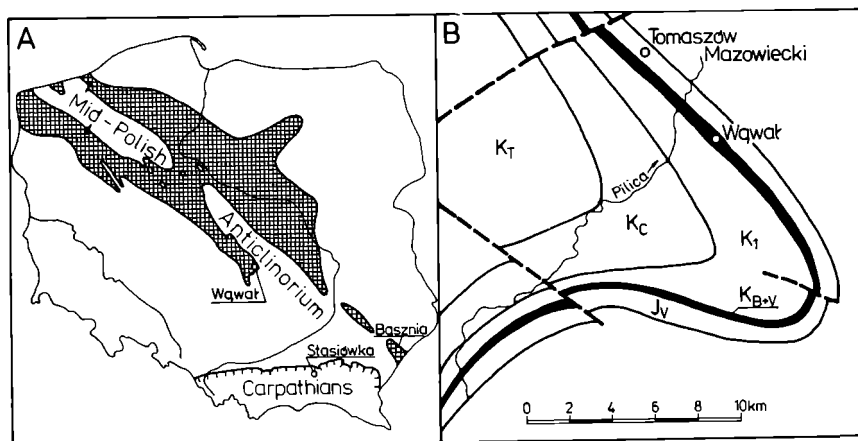 A
Mid-Polish
Anticlinorium
Wąwał
Basznia
Stasiówka
Carpathians
B
Tomaszów
Mazowiecki
Wąwał
KT
Pilica
KC
K1
KB+V
JV
0 2 4 6 8 10km